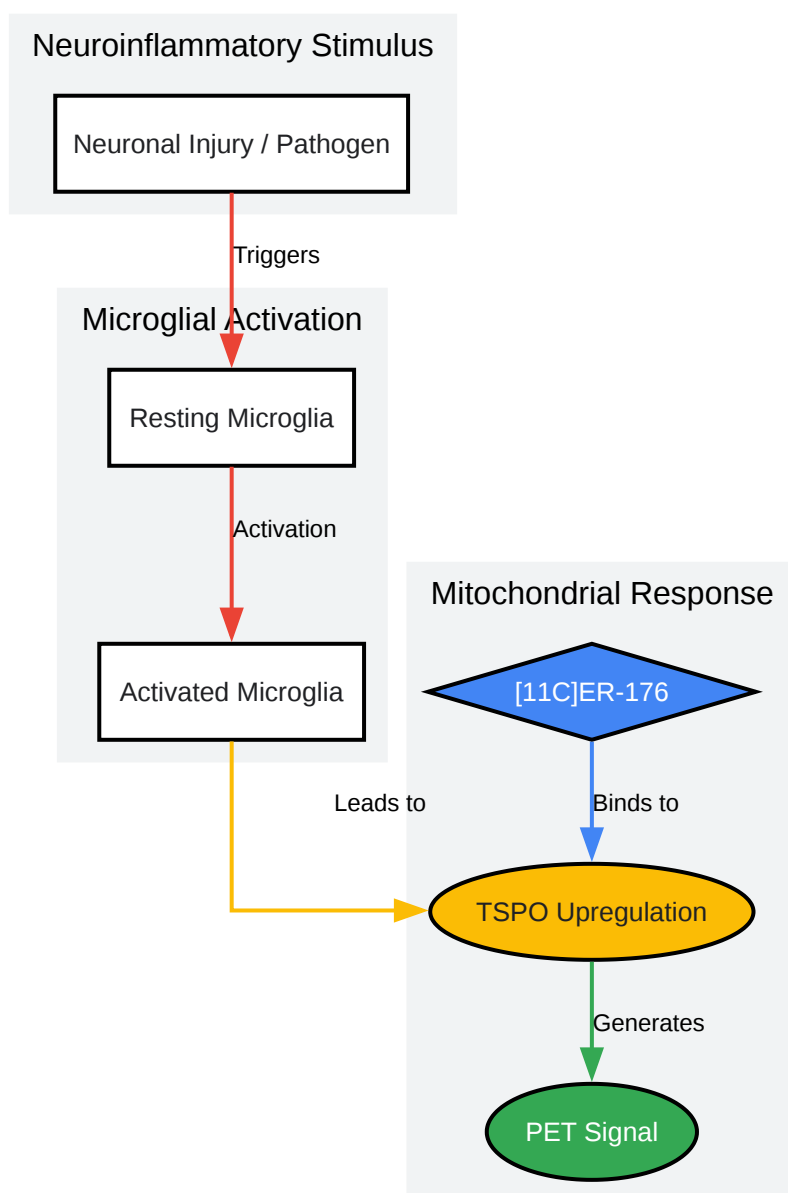 Neuroinflammatory Stimulus
Neuronal Injury / Pathogen
Triggers
Microglial Activation
Resting Microglia
Activation
Activated Microglia
Leads to
Mitochondrial Response
[11C]ER-176
Binds to
TSPO Upregulation
Generates
PET Signal